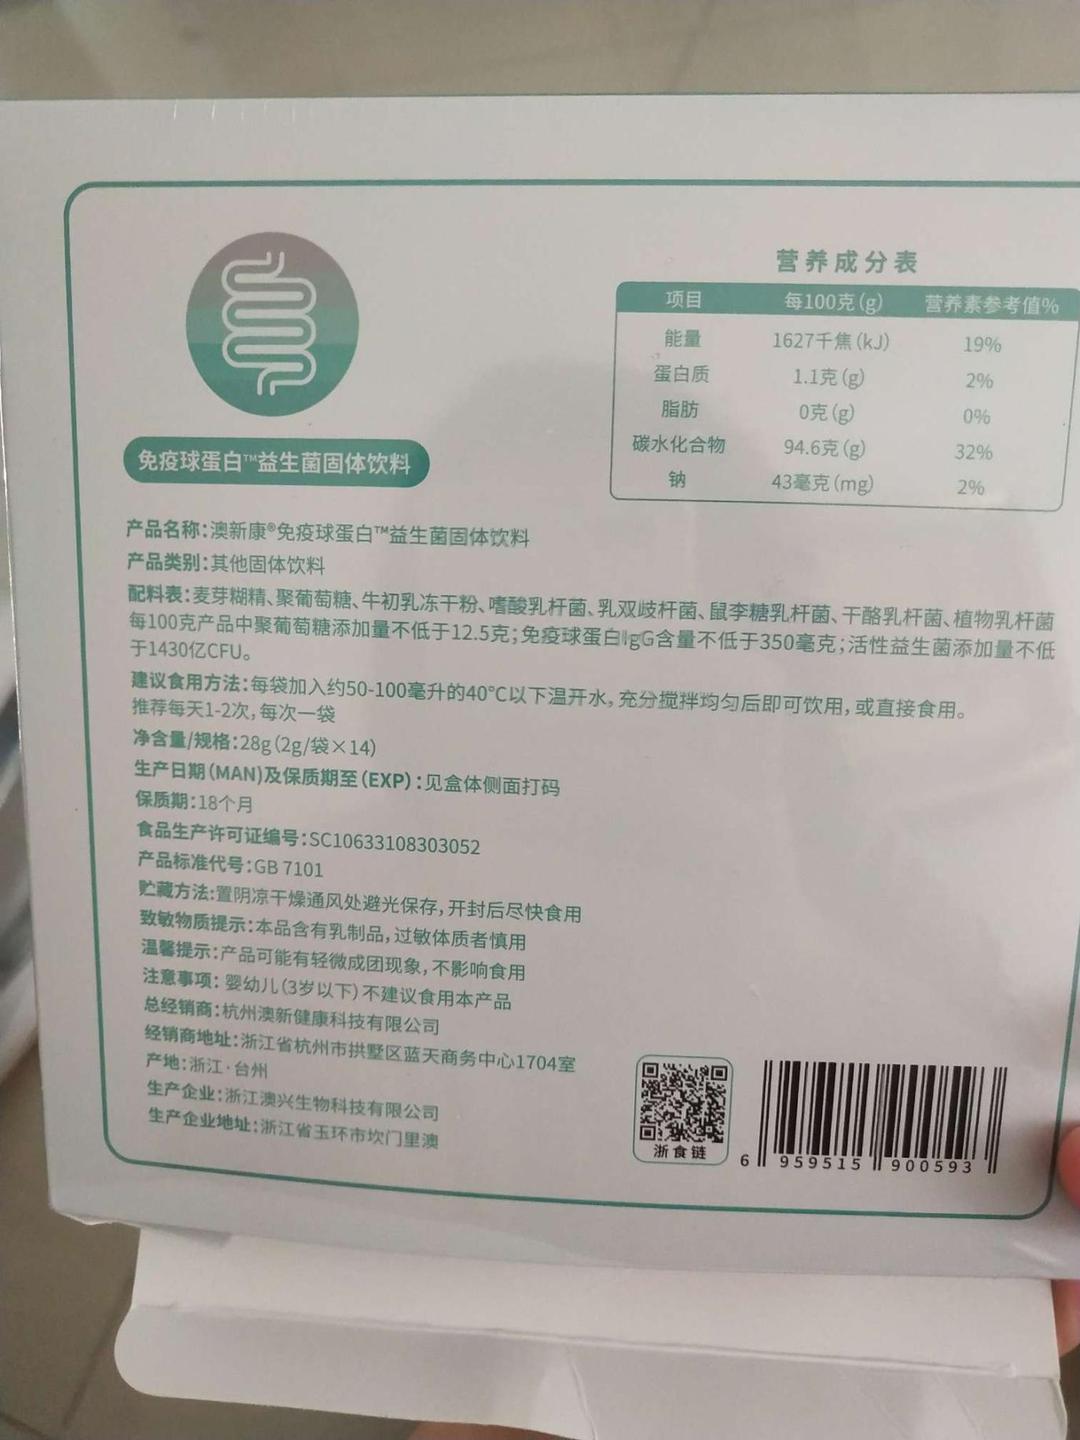 营养成分表
项目 每100克(g) 营养素参考值%
能量 1627千焦(kJ) 19%
蛋白质 1.1克(g) 2%
脂肪 0克(g) 0%
碳水化合物 94.6克(g) 32%
钠 43毫克(mg) 2%
免疫球蛋白™益生菌固体饮料
产品名称:澳新康®免疫球蛋白™益生菌固体饮料
产品类别:其他固体饮料
配料表:麦芽糊精、聚葡萄糖、牛初乳冻干粉、嗜酸乳杆菌、乳双歧杆菌、鼠李糖乳杆菌、干酪乳杆菌、植物乳杆菌
每100克产品中聚葡萄糖添加量不低于12.5克;免疫球蛋白IgG含量不低于350毫克;活性益生菌添加量不低
于1430亿CFU。
建议食用方法:每袋加入约50-100毫升的40°C以下温开水,充分搅拌均匀后即可饮用,或直接食用。
推荐每天1-2次,每次一袋
净含量/规格:28g(2g/袋×14)
生产日期(MAN)及保质期至(EXP):见盒体侧面打码
保质期:18个月
食品生产许可证编号:SC10633108303052
产品标准代号:GB 7101
贮藏方法:置阴凉干燥通风处避光保存,开封后尽快食用
致敏物质提示:本品含有乳制品,过敏体质者慎用
温馨提示:产品可能有轻微成团现象,不影响食用
注意事项:婴幼儿(3岁以下)不建议食用本产品
总经销商:杭州澳新健康科技有限公司
经销商地址:浙江省杭州市拱墅区蓝天商务中心1704室
产地:浙江·台州
生产企业:浙江澳兴生物科技有限公司
生产企业地址:浙江省玉环市坎门里澳
浙食链
6 959515 900593